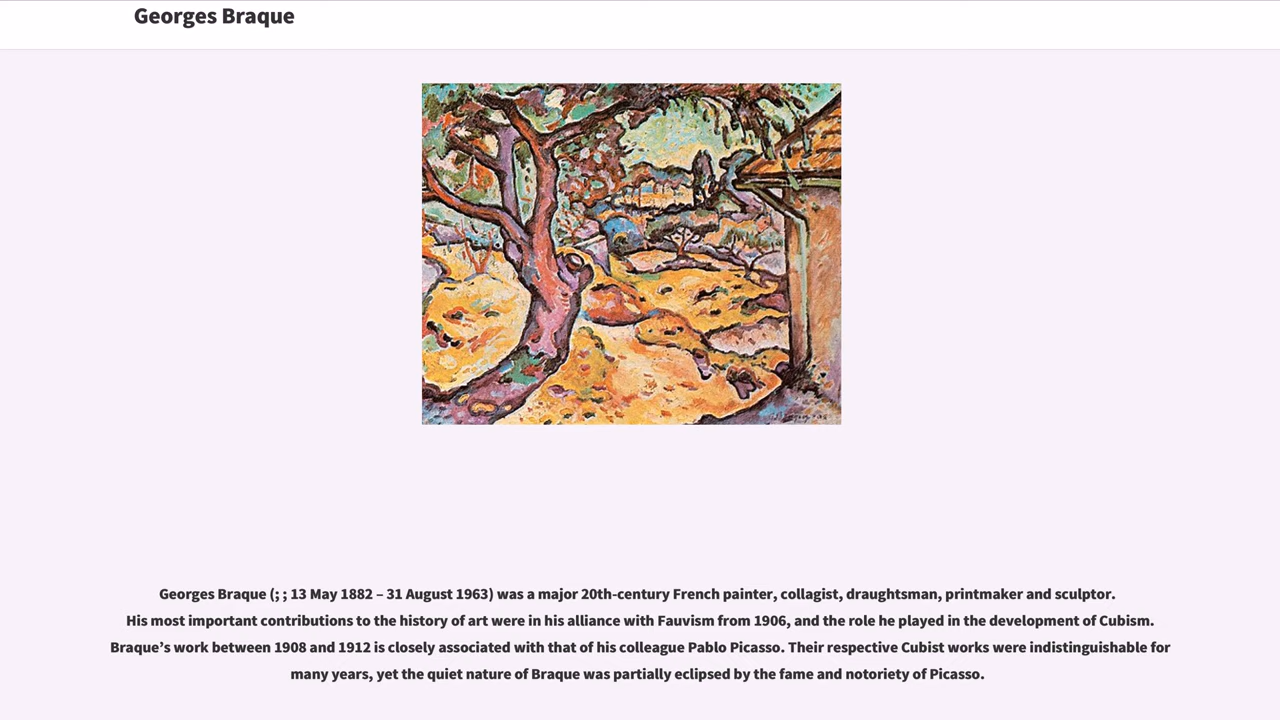 Georges Braque
Georges Braque (; ; 13 May 1882 – 31 August 1963) was a major 20th-century French painter, collagist, draughtsman, printmaker and sculptor.
His most important contributions to the history of art were in his alliance with Fauvism from 1906, and the role he played in the development of Cubism.
Braque’s work between 1908 and 1912 is closely associated with that of his colleague Pablo Picasso. Their respective Cubist works were indistinguishable for
many years, yet the quiet nature of Braque was partially eclipsed by the fame and notoriety of Picasso.